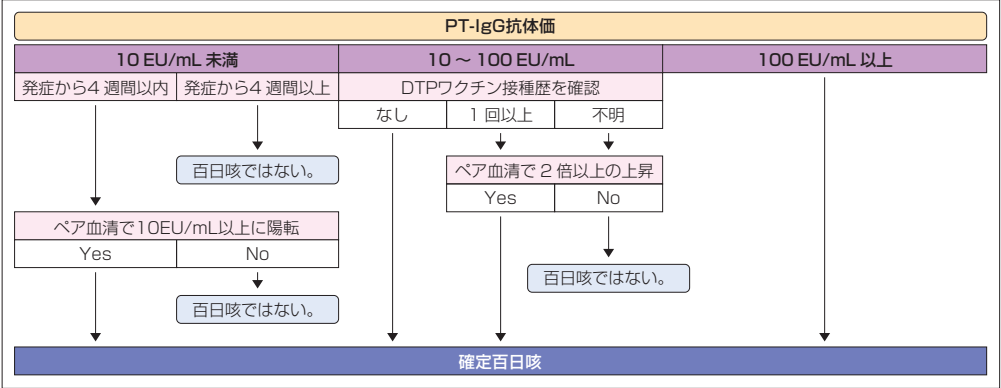 PT-IgG抗体価
10 EU/mL 未満
10 ～ 100 EU/mL
100 EU/mL 以上
発症から4 週間以内
発症から4 週間以上
DTPワクチン接種歴を確認
なし
1 回以上
不明
百日咳ではない。
ペア血清で 2 倍以上の上昇
Yes
No
ペア血清で10EU/mL以上に陽転
Yes
No
百日咳ではない。
百日咳ではない。
確定百日咳